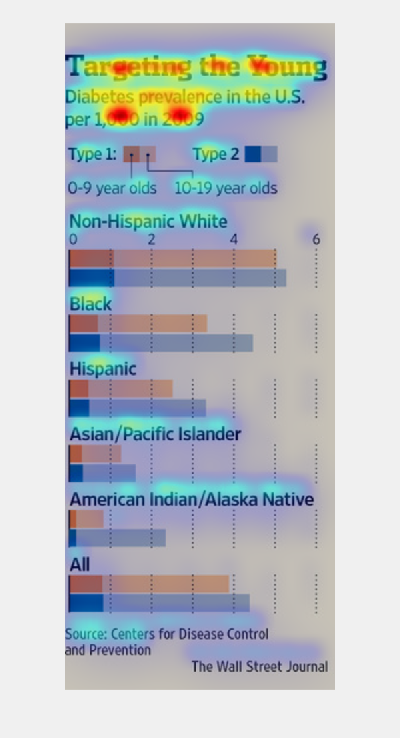 Targeting the Young
Diabetes prevalence in the U.S.
per 1,000 in 2009
Type 1: Type 2
0-9 year olds 10-19 year olds
Non-Hispanic White
0 2 4 6
Black
Hispanic
Asian/Pacific Islander
American Indian/Alaska Native
All
Source: Centers for Disease Control
and Prevention
The Wall Street Journal